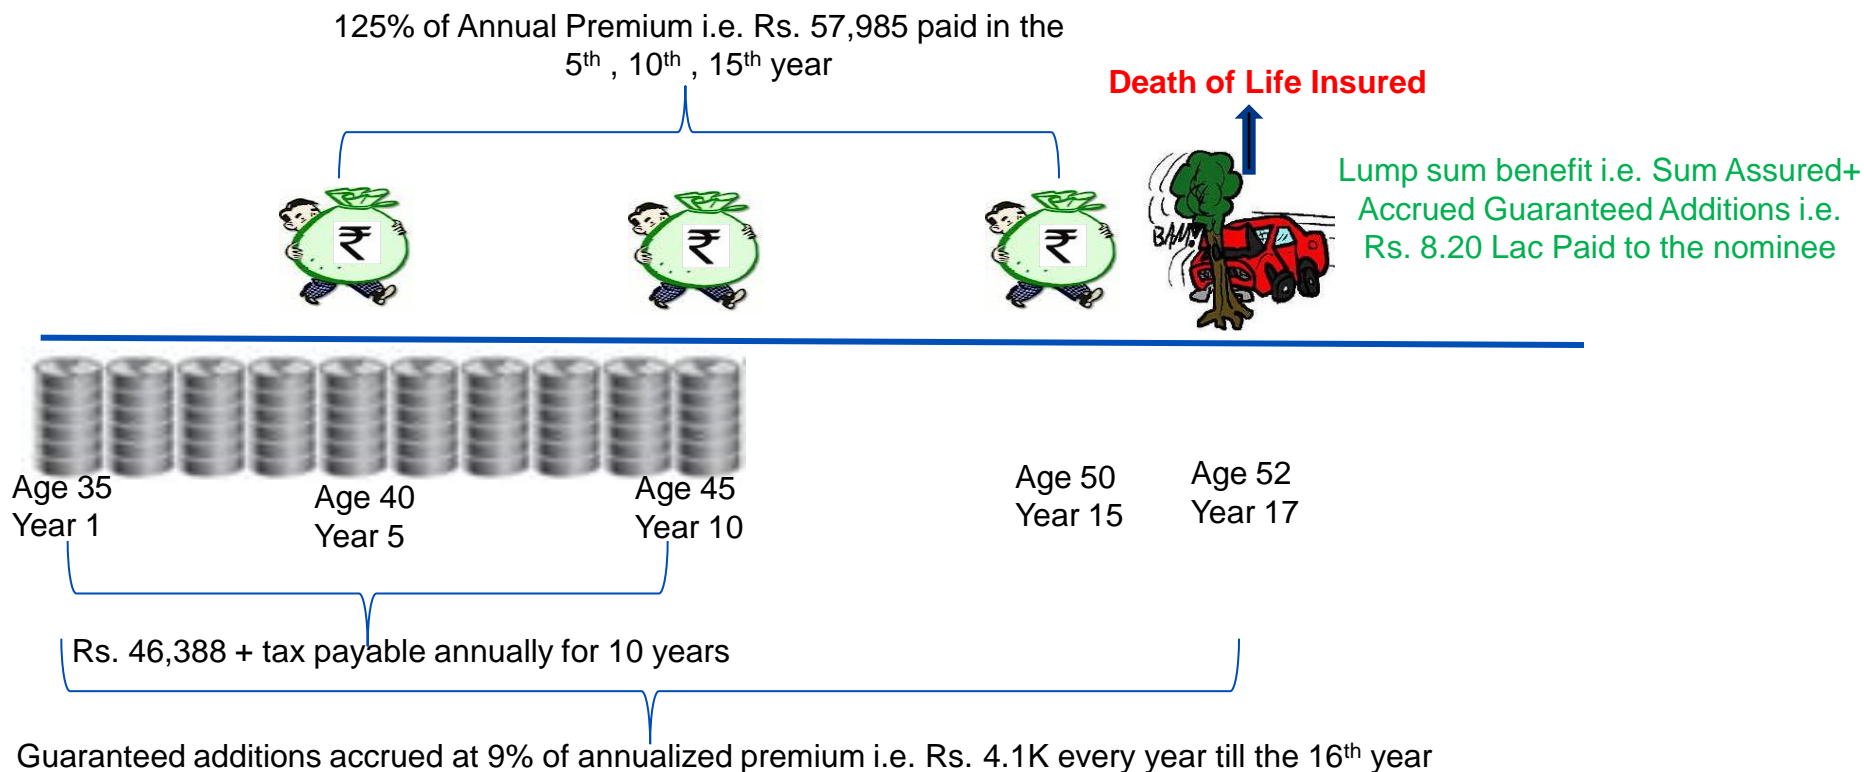 125% of Annual Premium i.e. Rs. 57,985 paid in the
5th , 10th , 15th year
Death of Life Insured
Lump sum benefit i.e. Sum Assured+
Accrued Guaranteed Additions i.e.
Rs. 8.20 Lac Paid to the nominee
₹
₹
₹
BAM!
Age 35
Year 1
Age 40
Year 5
Age 45
Year 10
Age 50
Year 15
Age 52
Year 17
Rs. 46,388 + tax payable annually for 10 years
Guaranteed additions accrued at 9% of annualized premium i.e. Rs. 4.1K every year till the 16th year